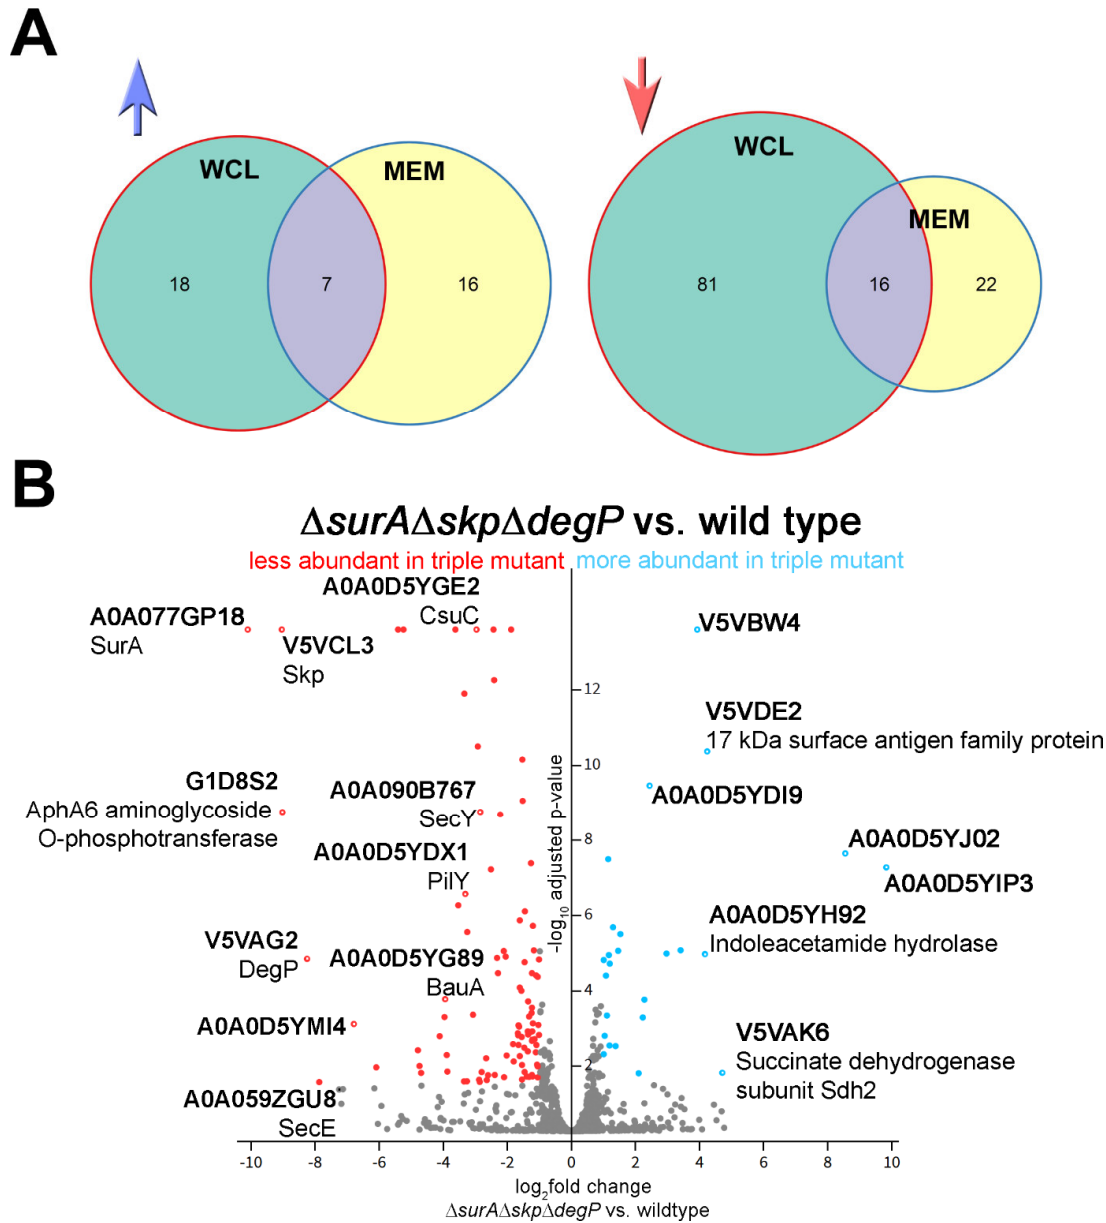 A
WCL
MEM
18
7
16
WCL
MEM
81
16
22
B
ΔsurAΔskpΔdegP vs. wild type
less abundant in triple mutant more abundant in triple mutant
A0A0D5YGE2
CsuC
A0A077GP18
SurA
V5VCL3
Skp
V5VBW4
12
V5VDE2
17 kDa surface antigen family protein
10
G1D8S2
AphA6 aminoglycoside
O-phosphotransferase
A0A090B767
SecY
A0A0D5YDI9
8
A0A0D5YJ02
A0A0D5YIP3
A0A0D5YDX1
PilY
-log10 adjusted p-value
6
A0A0D5YH92
Indoleacetamide hydrolase
V5VAG2
DegP
A0A0D5YG89
BauA
4
A0A0D5YMI4
V5VAK6
Succinate dehydrogenase
subunit Sdh2
2
A0A059ZGU8
SecE
-10 -8 -6 -4 -2 0 2 4 6 8 10
log2fold change
ΔsurAΔskpΔdegP vs. wildtype